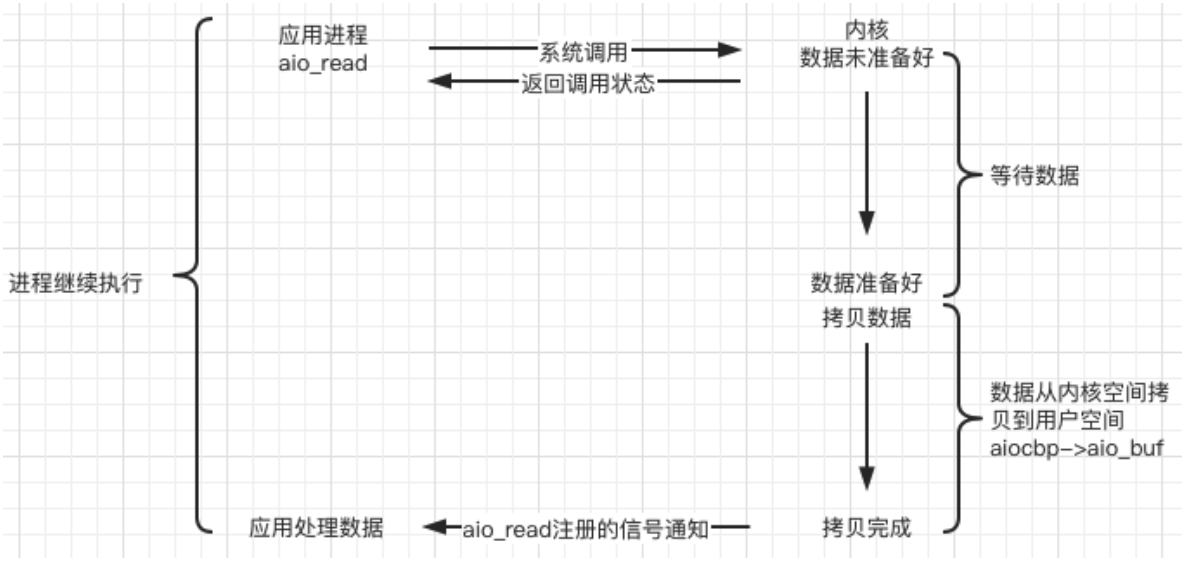 应用进程
aio_read
系统调用
返回调用状态
内核
数据未准备好
等待数据
进程继续执行
数据准备好
拷贝数据
数据从内核空间拷
贝到用户空间
aiocbp->aio_buf
应用处理数据
aio_read注册的信号通知
拷贝完成